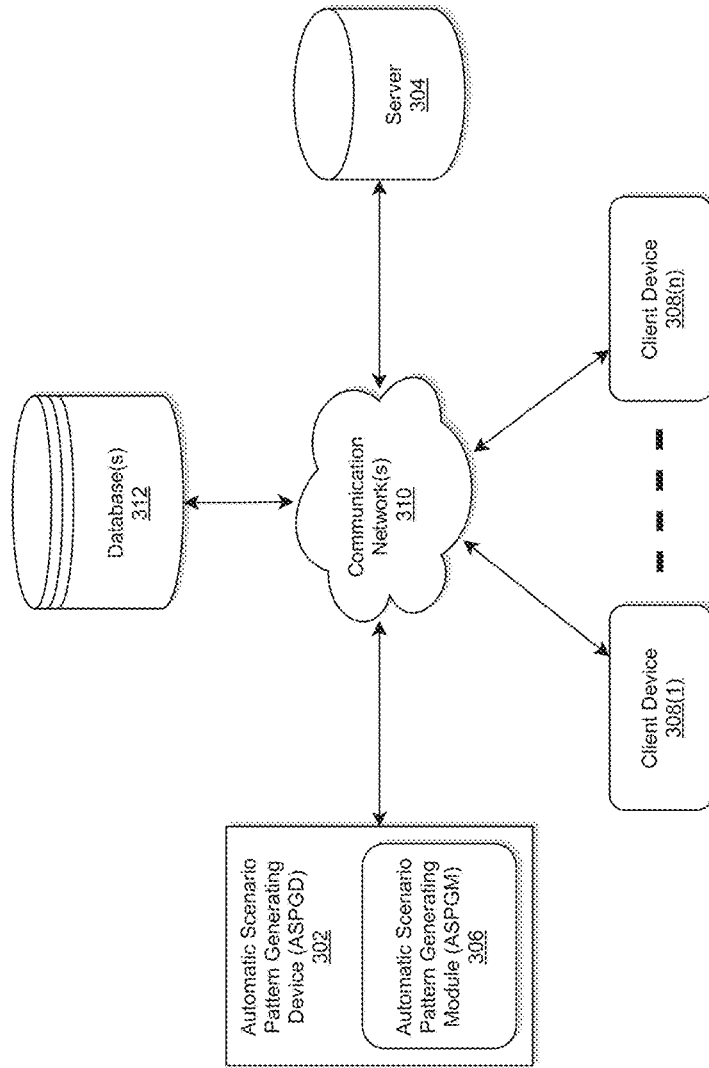 Database(s)
312
Automatic Scenario
Pattern Generating
Device (ASPGD)
302
Automatic Scenario
Pattern Generating
Module (ASPGM)
306
Communication
Network(s)
310
Server
304
Client Device
308(1)
Client Device
308(n)